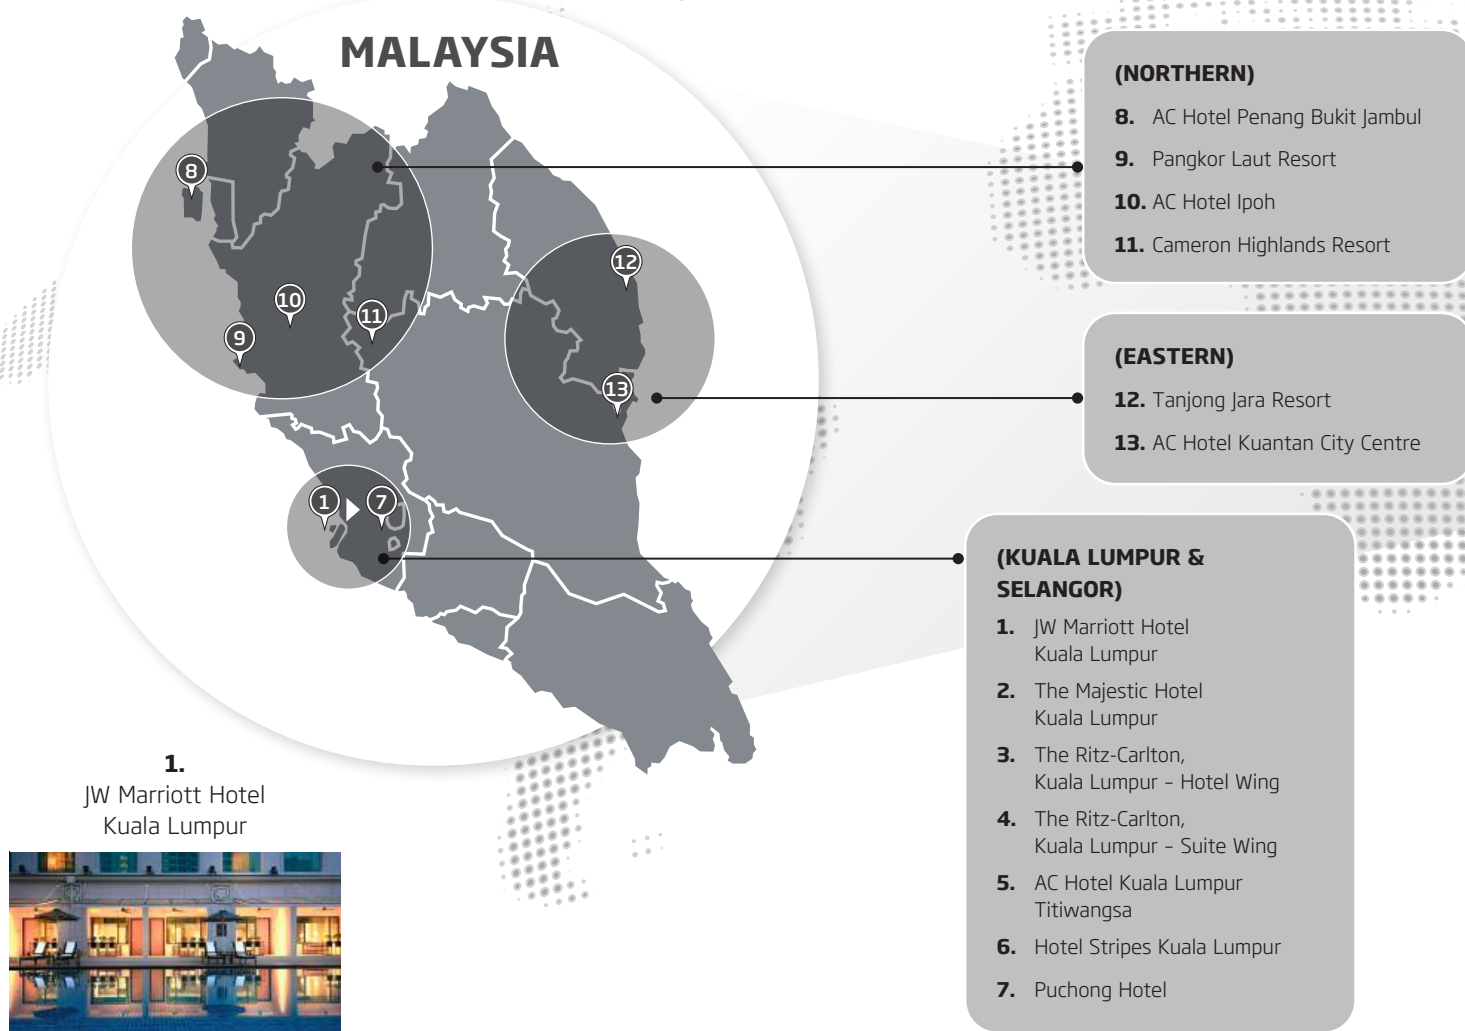 MALAYSIA
8
10
11
9
12
13
1
7
(NORTHERN)
8. AC Hotel Penang Bukit Jambul
9. Pangkor Laut Resort
10. AC Hotel Ipoh
11. Cameron Highlands Resort
(EASTERN)
12. Tanjong Jara Resort
13. AC Hotel Kuantan City Centre
(KUALA LUMPUR &
SELANGOR)
1. JW Marriott Hotel
Kuala Lumpur
2. The Majestic Hotel
Kuala Lumpur
3. The Ritz-Carlton,
Kuala Lumpur – Hotel Wing
4. The Ritz-Carlton,
Kuala Lumpur – Suite Wing
5. AC Hotel Kuala Lumpur
Titiwangsa
6. Hotel Stripes Kuala Lumpur
7. Puchong Hotel
1.
JW Marriott Hotel
Kuala Lumpur